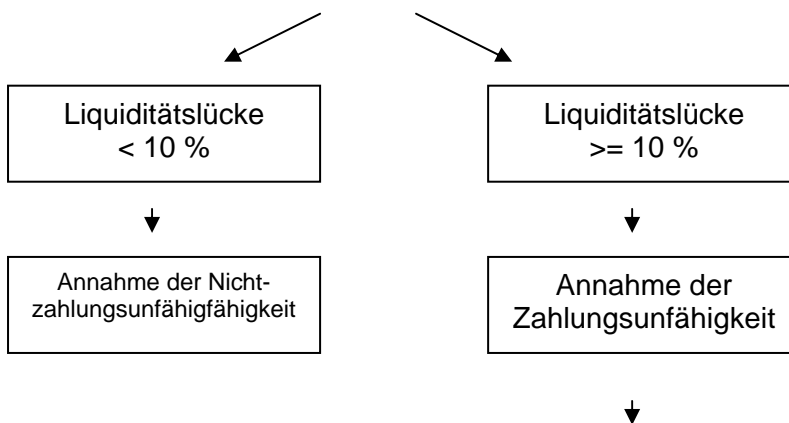 Liquiditätslücke
< 10 %
Liquiditätslücke
>= 10 %
Annahme der Nicht-
zahlungsunfähigfähigkeit
Annahme der
Zahlungsunfähigkeit